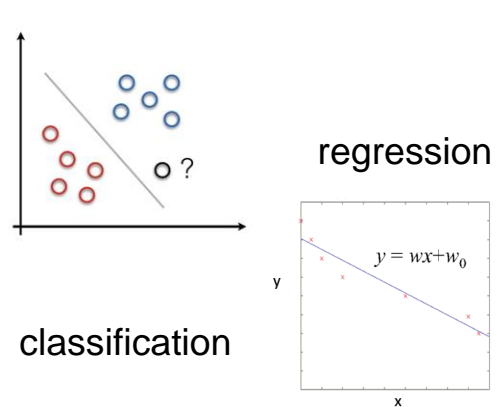 ?
regression
y = wx+w₀
y
classification
x